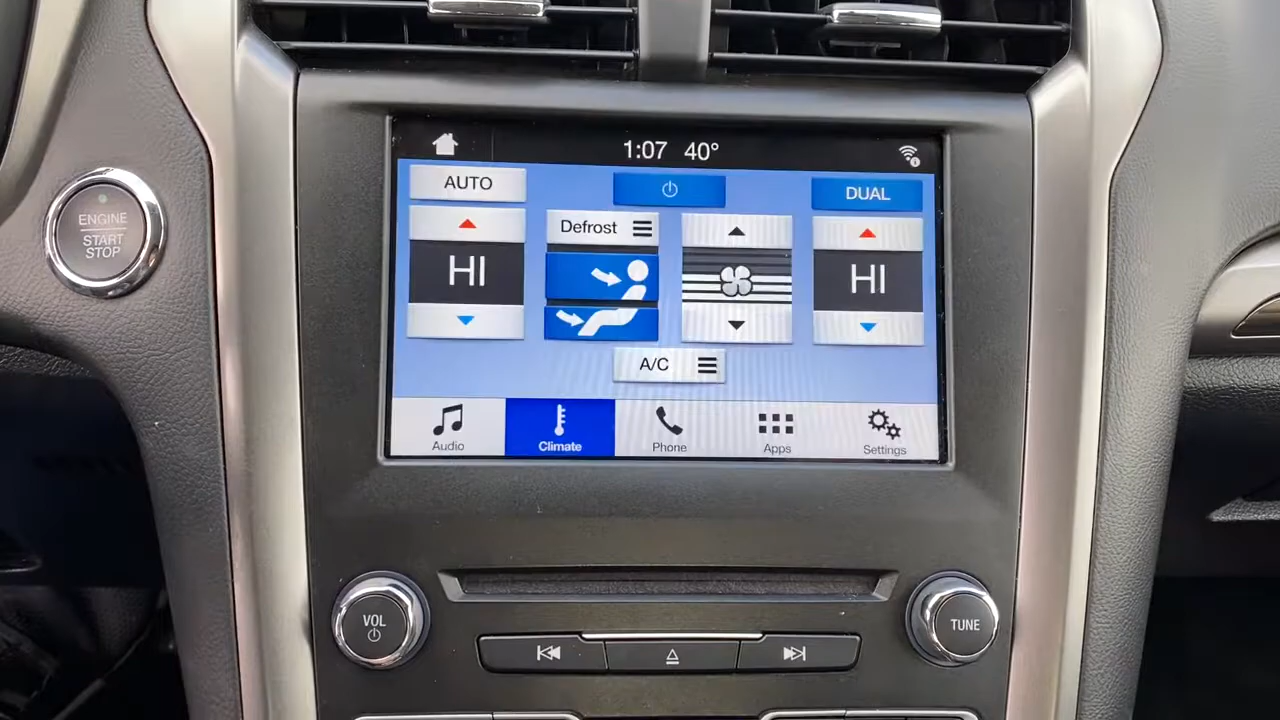 1:07 40°
AUTO
DUAL
Defrost
HI
HI
A/C
Audio
Climate
Phone
Apps
Settings
ENGINE
START
STOP
VOL
TUNE